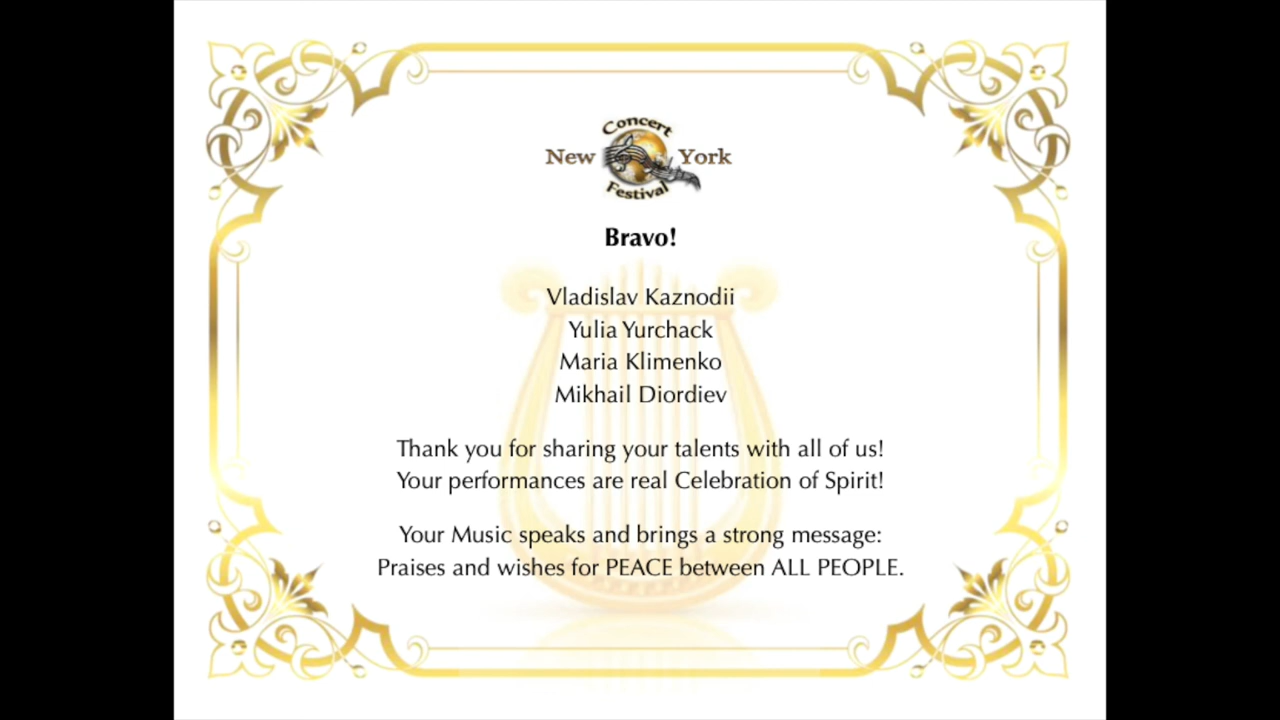 Concert
New York
Festival
Bravo!
Vladislav Kaznodii
Yulia Yurchack
Maria Klimenko
Mikhail Diordiev
Thank you for sharing your talents with all of us!
Your performances are real Celebration of Spirit!
Your Music speaks and brings a strong message:
Praises and wishes for PEACE between ALL PEOPLE.